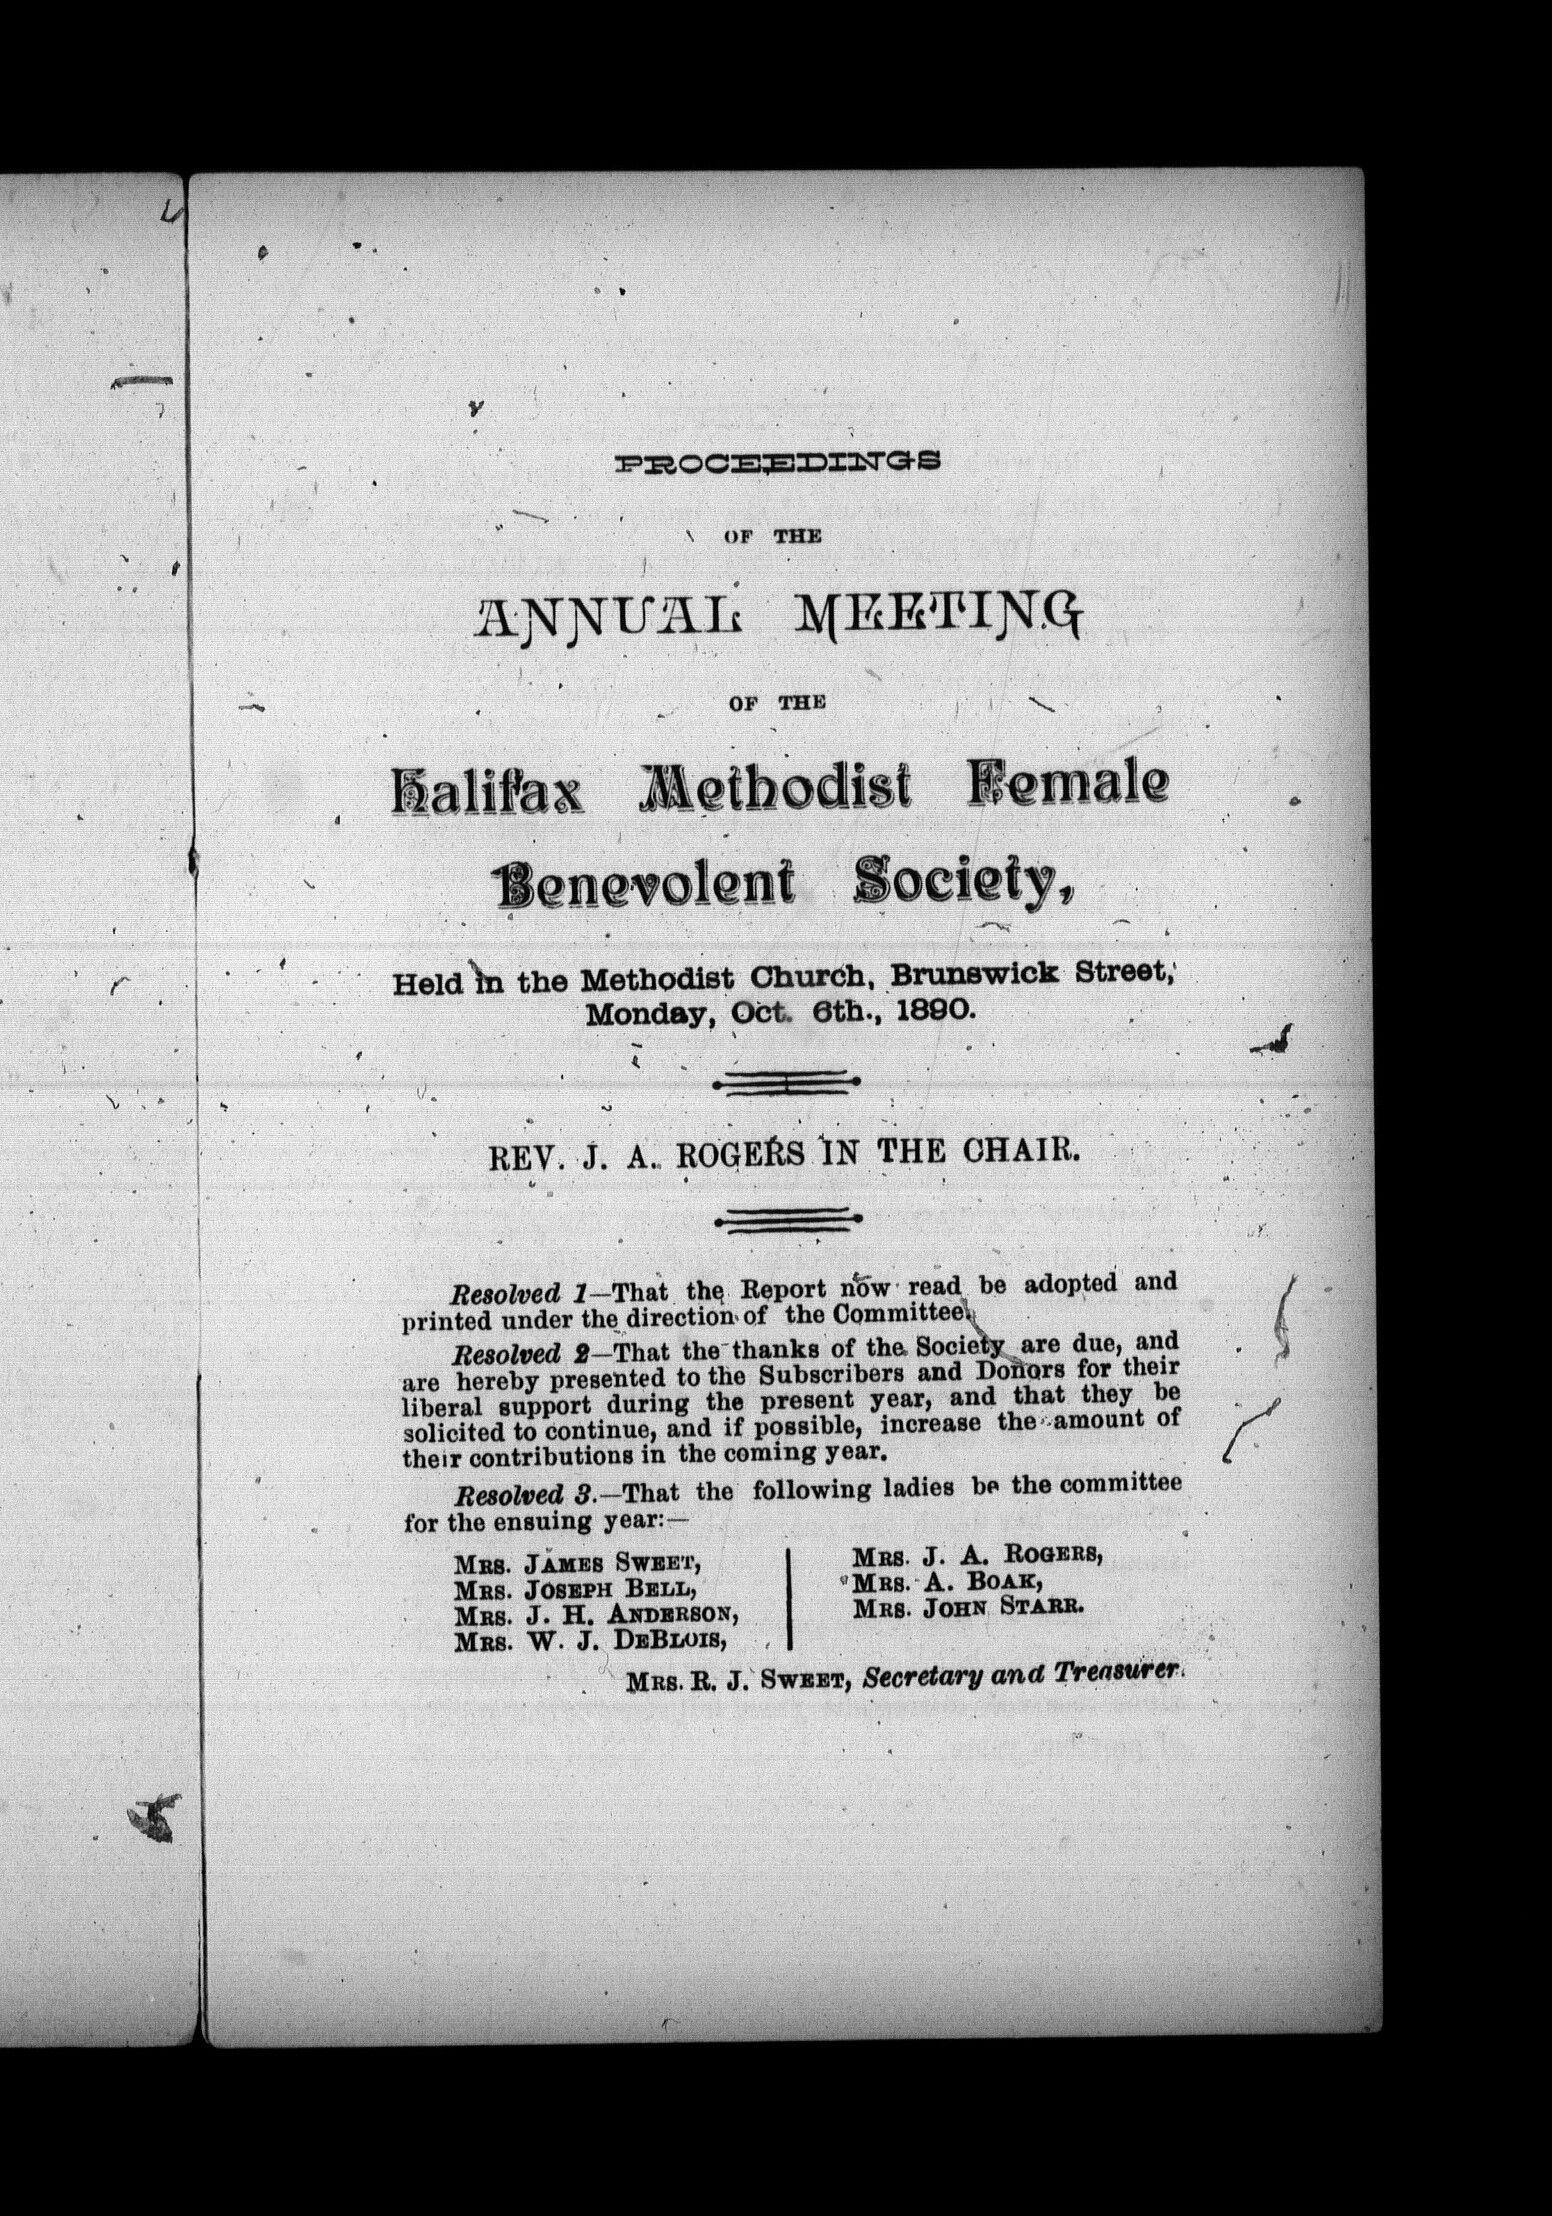 PROCEEDINGS
OF THE
ANNUAL MEETING
OF THE
Halifax Methodist Female
Benevolent Society,
Held in the Methodist Church, Brunswick Street,
Monday, Oct. 6th., 1890.
REV. J. A. ROGERS IN THE CHAIR.
Resolved 1—That the Report now read be adopted and
printed under the direction of the Committee.
Resolved 2—That the thanks of the Society are due, and
are hereby presented to the Subscribers and Donors for their
liberal support during the present year, and that they be
solicited to continue, and if possible, increase the amount of
their contributions in the coming year.
Resolved 3.—That the following ladies be the committee
for the ensuing year:—
MRS. JAMES SWEET,
MRS. JOSEPH BELL,
MRS. J. H. ANDERSON,
MRS. W. J. DEBLOIS,
MRS. J. A. ROGERS,
MRS. A. BOAK,
MRS. JOHN STARR.
MRS. R. J. SWEET, Secretary and Treasurer.